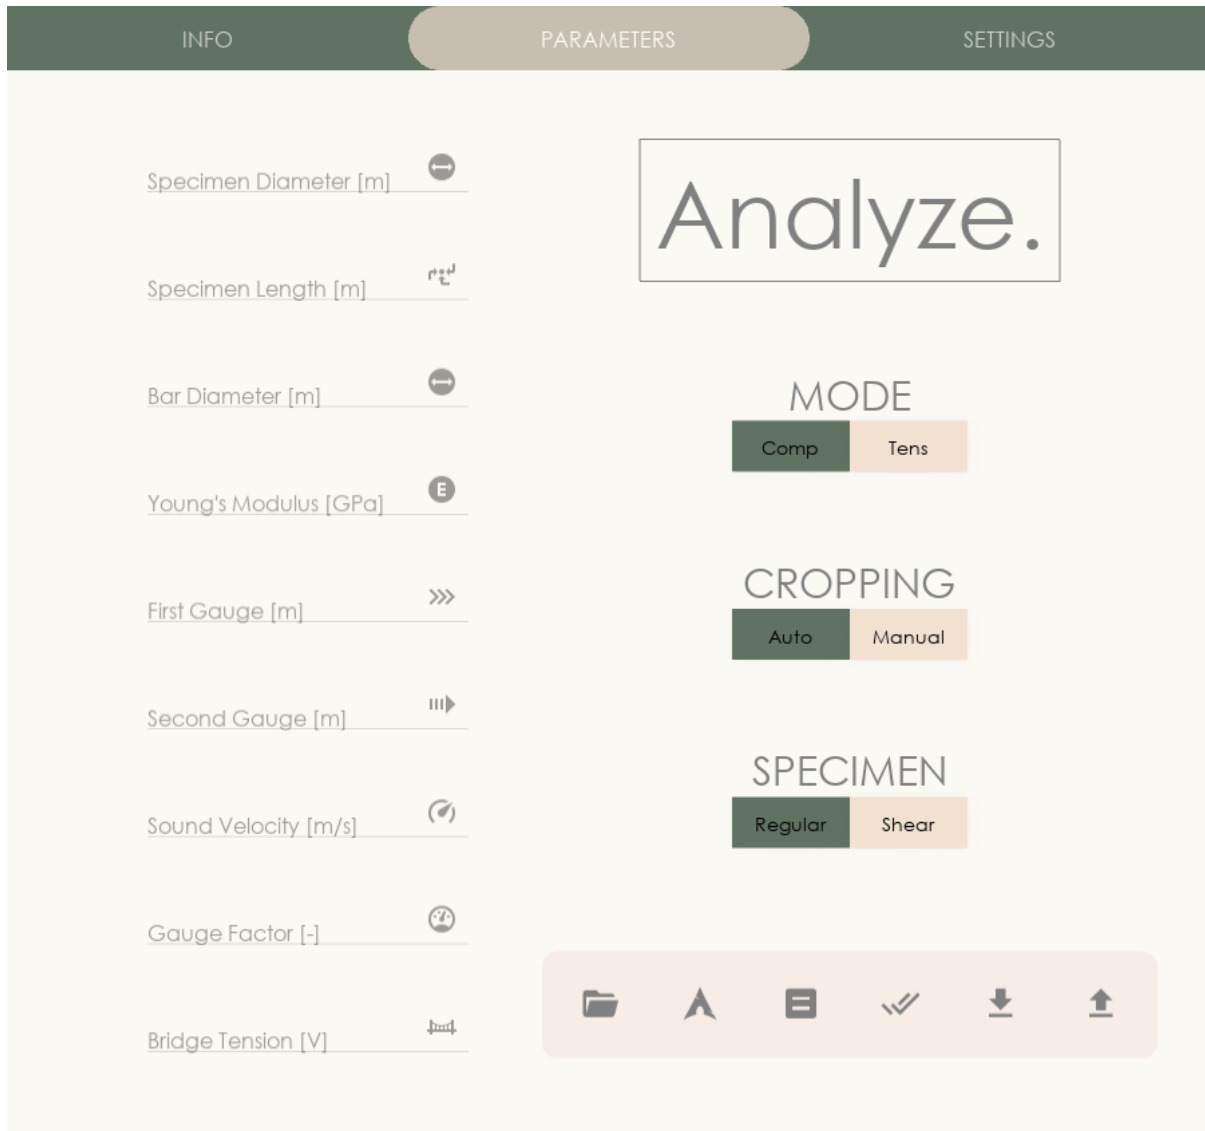 INFO
PARAMETERS
SETTINGS
Specimen Diameter [m]
Specimen Length [m]
Bar Diameter [m]
Young's Modulus [GPa]
E
First Gauge [m]
Second Gauge [m]
Sound Velocity [m/s]
Gauge Factor [-]
Bridge Tension [V]
Analyze.
MODE
Comp
Tens
CROPPING
Auto
Manual
SPECIMEN
Regular
Shear